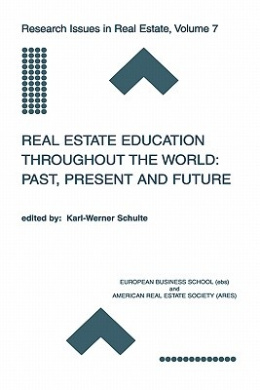 Research Issues in Real Estate, Volume 7
REAL ESTATE EDUCATION
THROUGHOUT THE WORLD:
PAST, PRESENT AND FUTURE
edited by: Karl-Werner Schulte
EUROPEAN BUSINESS SCHOOL (ebs)
and
AMERICAN REAL ESTATE SOCIETY (ARES)